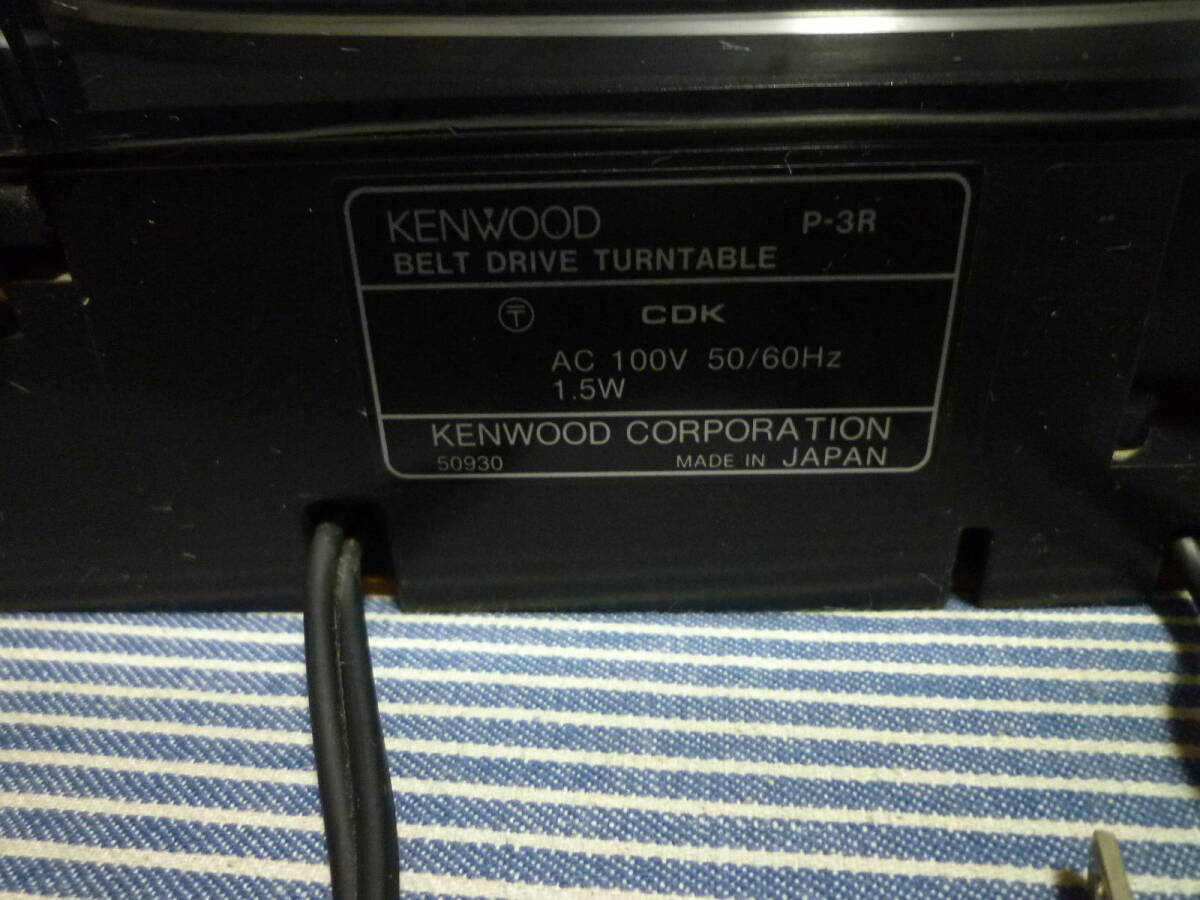 KENWOOD P-3R
BELT DRIVE TURNTABLE
〒 CDK
AC 100V 50/60Hz
1.5W
KENWOOD CORPORATION
50930 MADE IN JAPAN